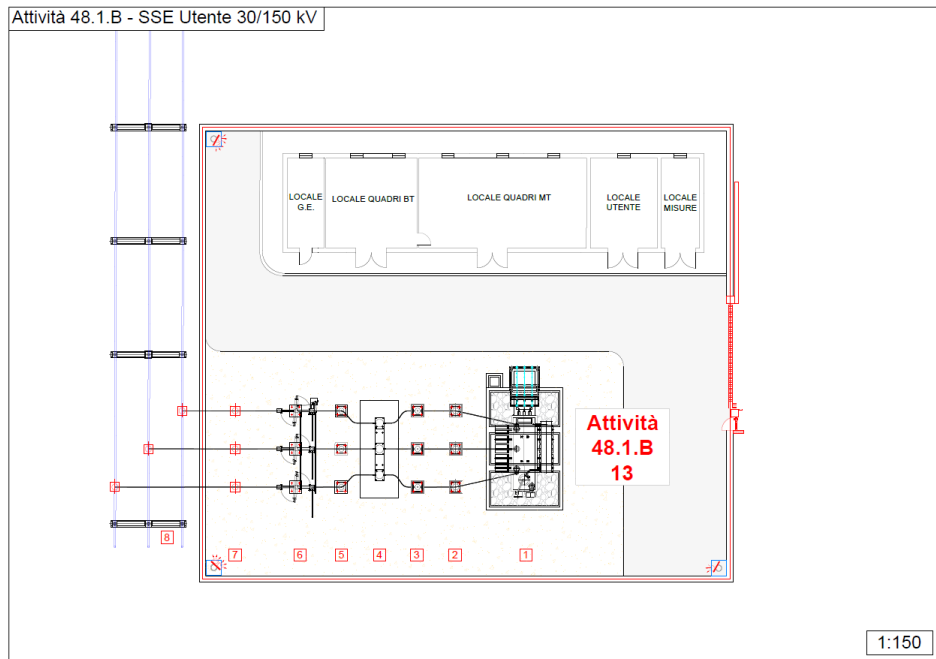 Attività 48.1.B - SSE Utente 30/150 kV
LOCALE
G.E.
LOCALE QUADRI BT
LOCALE QUADRI MT
LOCALE
UTENTE
LOCALE
MISURE
Attività
48.1.B
13
8
7
6
5
4
3
2
1
1:150